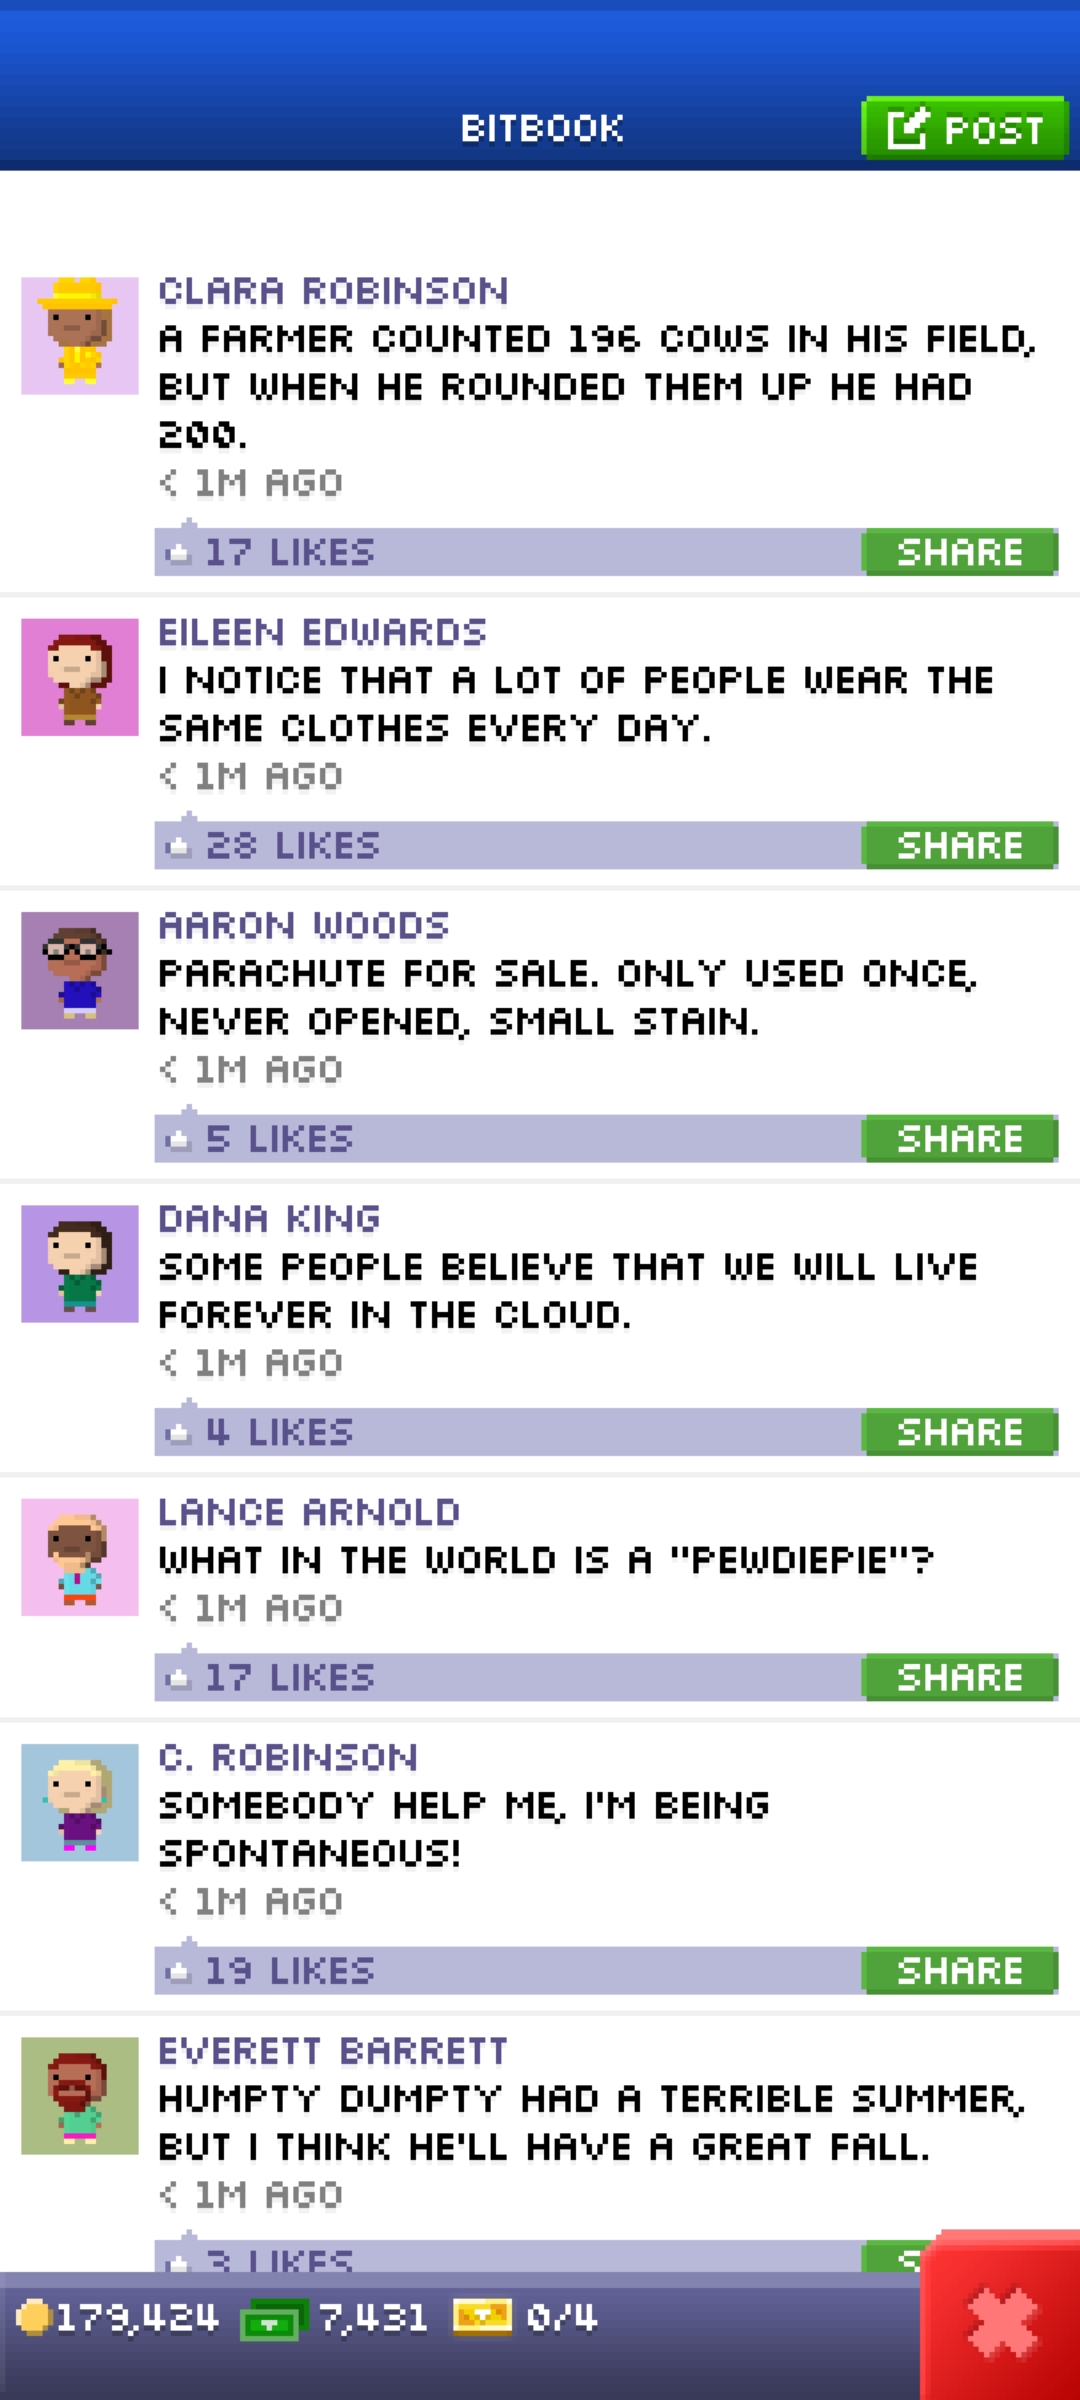 BITBOOK
POST
CLARA ROBINSON
A FARMER COUNTED 196 COWS IN HIS FIELD,
BUT WHEN HE ROUNDED THEM UP HE HAD
200.
< 1M AGO
17 LIKES
SHARE
EILEEN EDWARDS
I NOTICE THAT A LOT OF PEOPLE WEAR THE
SAME CLOTHES EVERY DAY.
< 1M AGO
28 LIKES
SHARE
AARON WOODS
PARACHUTE FOR SALE. ONLY USED ONCE,
NEVER OPENED, SMALL STAIN.
< 1M AGO
5 LIKES
SHARE
DANA KING
SOME PEOPLE BELIEVE THAT WE WILL LIVE
FOREVER IN THE CLOUD.
< 1M AGO
4 LIKES
SHARE
LANCE ARNOLD
WHAT IN THE WORLD IS A "PEWDIEPIE"?
< 1M AGO
17 LIKES
SHARE
C. ROBINSON
SOMEBODY HELP ME, I'M BEING
SPONTANEOUS!
< 1M AGO
19 LIKES
SHARE
EVERETT BARRETT
HUMPTY DUMPTY HAD A TERRIBLE SUMMER,
BUT I THINK HE'LL HAVE A GREAT FALL.
< 1M AGO
3 LIKES
179,424
7,431
0/4